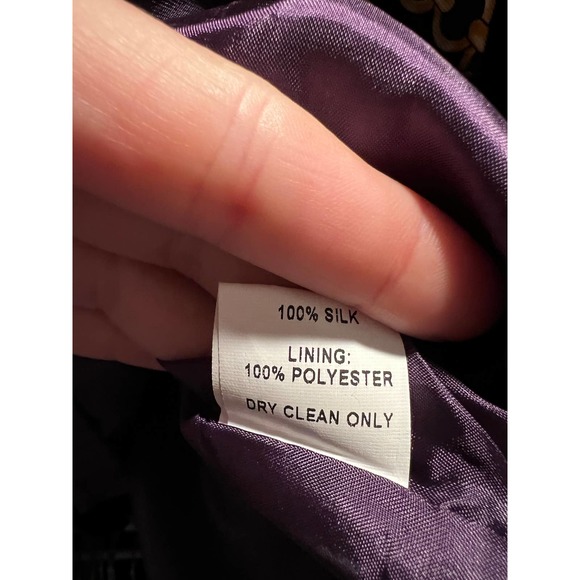 100% SILK
LINING:
100% POLYESTER
DRY CLEAN ONLY